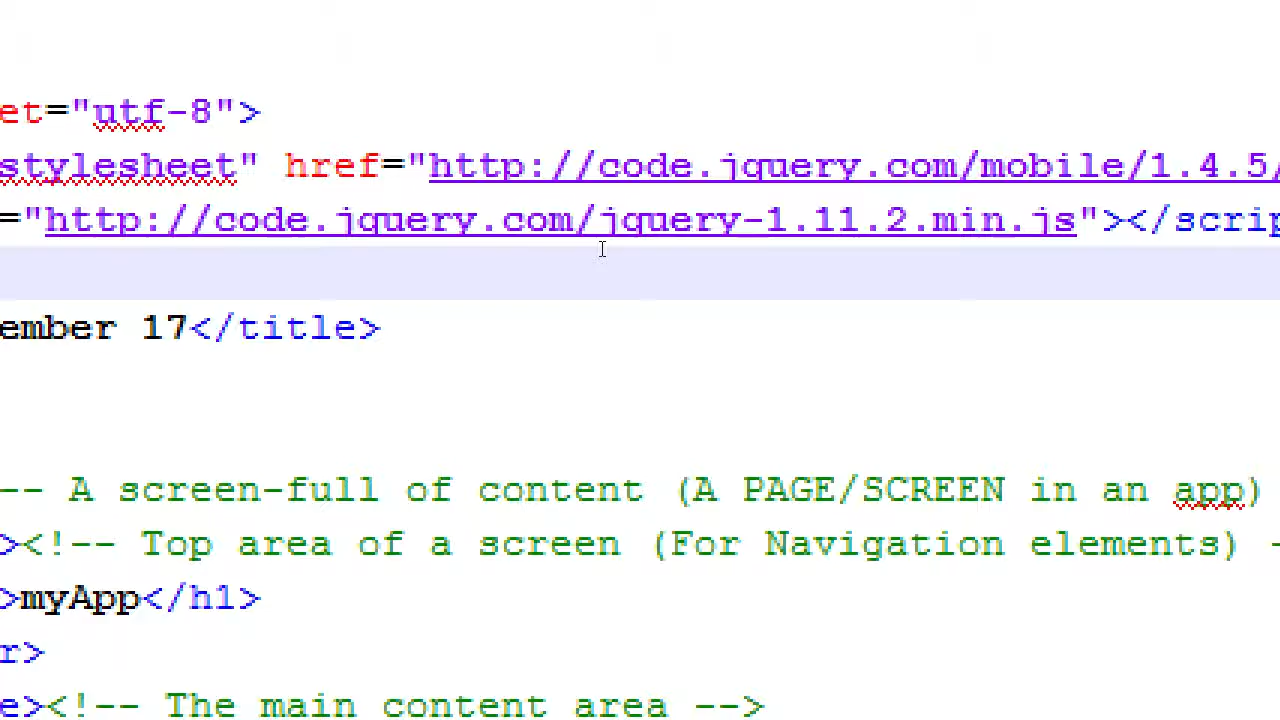 et="utf-8">
stylesheet" href="http://code.jquery.com/mobile/1.4.5/
="http://code.jquery.com/jquery-1.11.2.min.js"></scrip
ember 17</title>
-- A screen-full of content (A PAGE/SCREEN in an app)
><!-- Top area of a screen (For Navigation elements) -
>myApp</h1>
r>
e><!-- The main content area -->